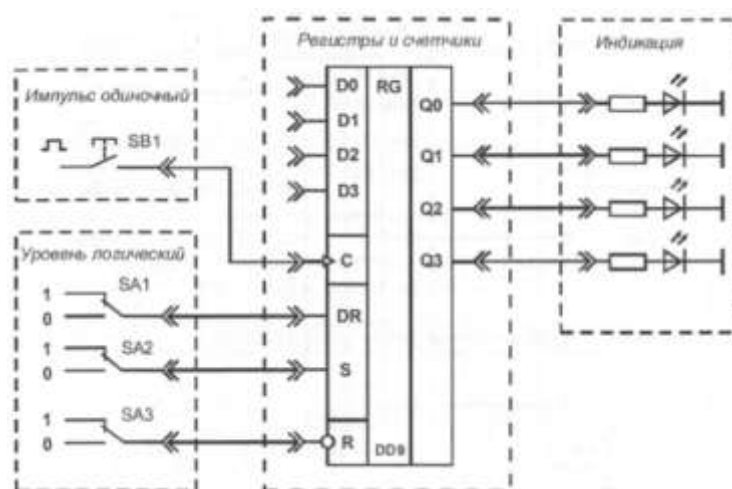 Регистры и счетчики
Индикация
Импульс одиночный
SB1
D0
D1
D2
D3
C
DR
S
R
RG
DD9
Q0
Q1
Q2
Q3
Уровень логический
SA1
1
0
SA2
1
0
SA3
1
0